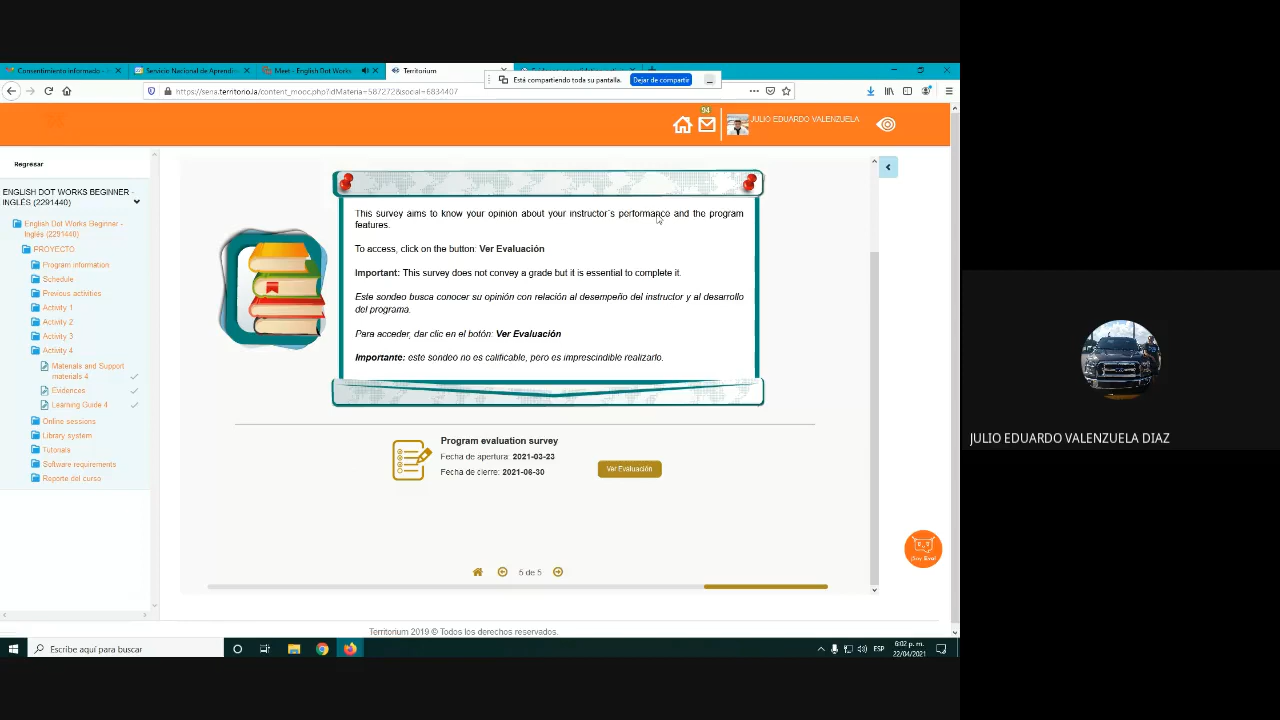 Consentimiento informado -
Servicio Nacional de Aprendi
Meet - English Dot Works
Territorium
Está compartiendo toda su pantalla.
Dejar de compartir
https://sena.territorio.la/content_mooc.php?idMateria=587272&social=6834407
94
JULIO EDUARDO VALENZUELA
Regresar
ENGLISH DOT WORKS BEGINNER -
INGLÉS (2291440)
English Dot Works Beginner -
Inglés (2291440)
PROYECTO
Program information
Schedule
Previous activities
Activity 1
Activity 2
Activity 3
Activity 4
Materials and Support
materials 4
Evidences
Learning Guide 4
Online sessions
Library system
Tutorials
Software requirements
Reporte del curso
This survey aims to know your opinion about your instructor´s performance and the program
features.
To access, click on the button: Ver Evaluación
Important: This survey does not convey a grade but it is essential to complete it.
Este sondeo busca conocer su opinión con relación al desempeño del instructor y al desarrollo
del programa.
Para acceder, dar clic en el botón: Ver Evaluación
Importante: este sondeo no es calificable, pero es imprescindible realizarlo.
Program evaluation survey
Fecha de apertura: 2021-03-23
Fecha de cierre: 2021-06-30
Ver Evaluación
5 de 5
Territorium 2019 © Todos los derechos reservados.
Escribe aquí para buscar
ESP
6:02 p. m.
22/04/2021
JULIO EDUARDO VALENZUELA DIAZ